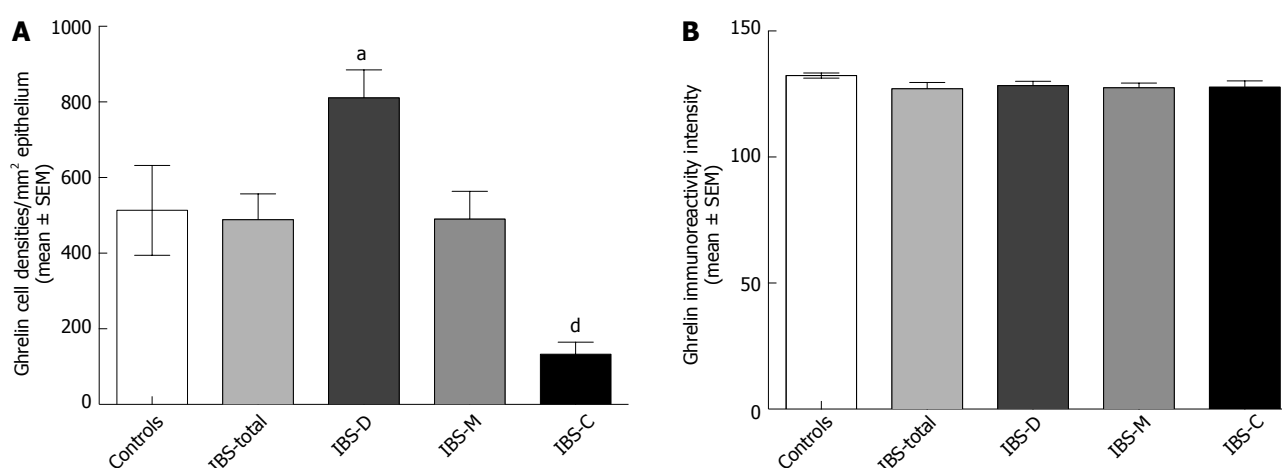 A
Ghrelin cell densities/mm² epithelium
(mean ± SEM)
1000
800
600
400
200
0
a
d
Controls
IBS-total
IBS-D
IBS-M
IBS-C
B
Ghrelin immunoreactivity intensity
(mean ± SEM)
150
100
50
0
Controls
IBS-total
IBS-D
IBS-M
IBS-C